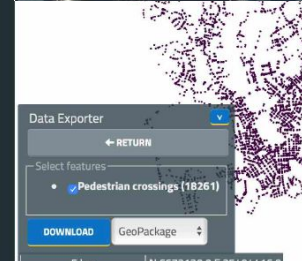 Data Exporter
← RETURN
Select features
Pedestrian crossings (18261)
DOWNLOAD GeoPackage